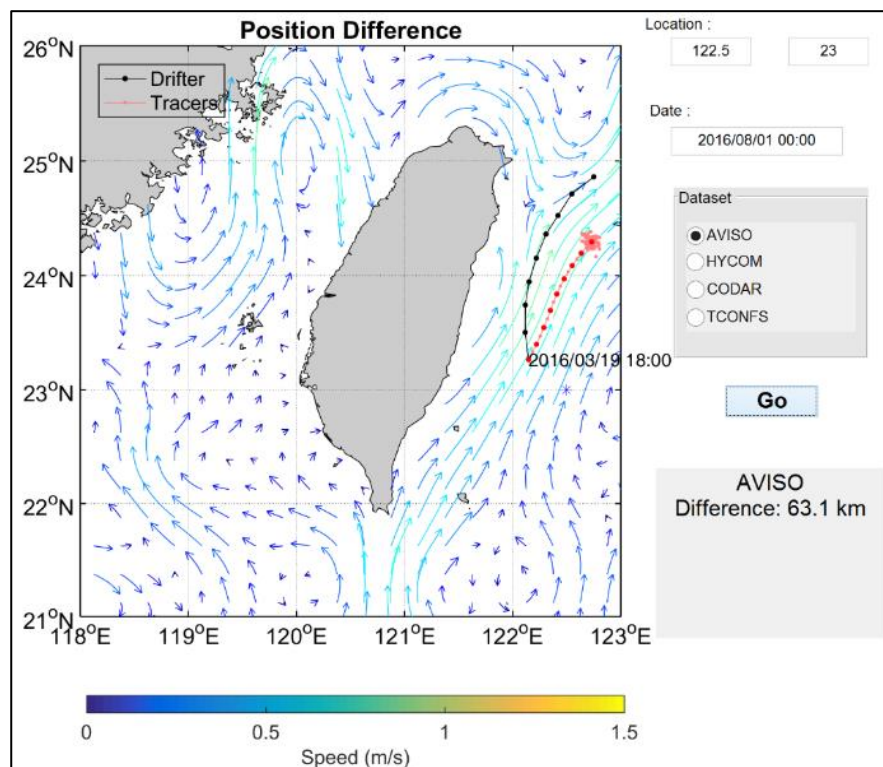 Position Difference
Location :
122.5 23
Date :
2016/08/01 00:00
Dataset
AVISO
HYCOM
CODAR
TCONFS
Go
AVISO
Difference: 63.1 km
Drifter
Tracers
2016/03/19 18:00
26°N
25°N
24°N
23°N
22°N
21°N
118°E 119°E 120°E 121°E 122°E 123°E
0 0.5 1 1.5
Speed (m/s)